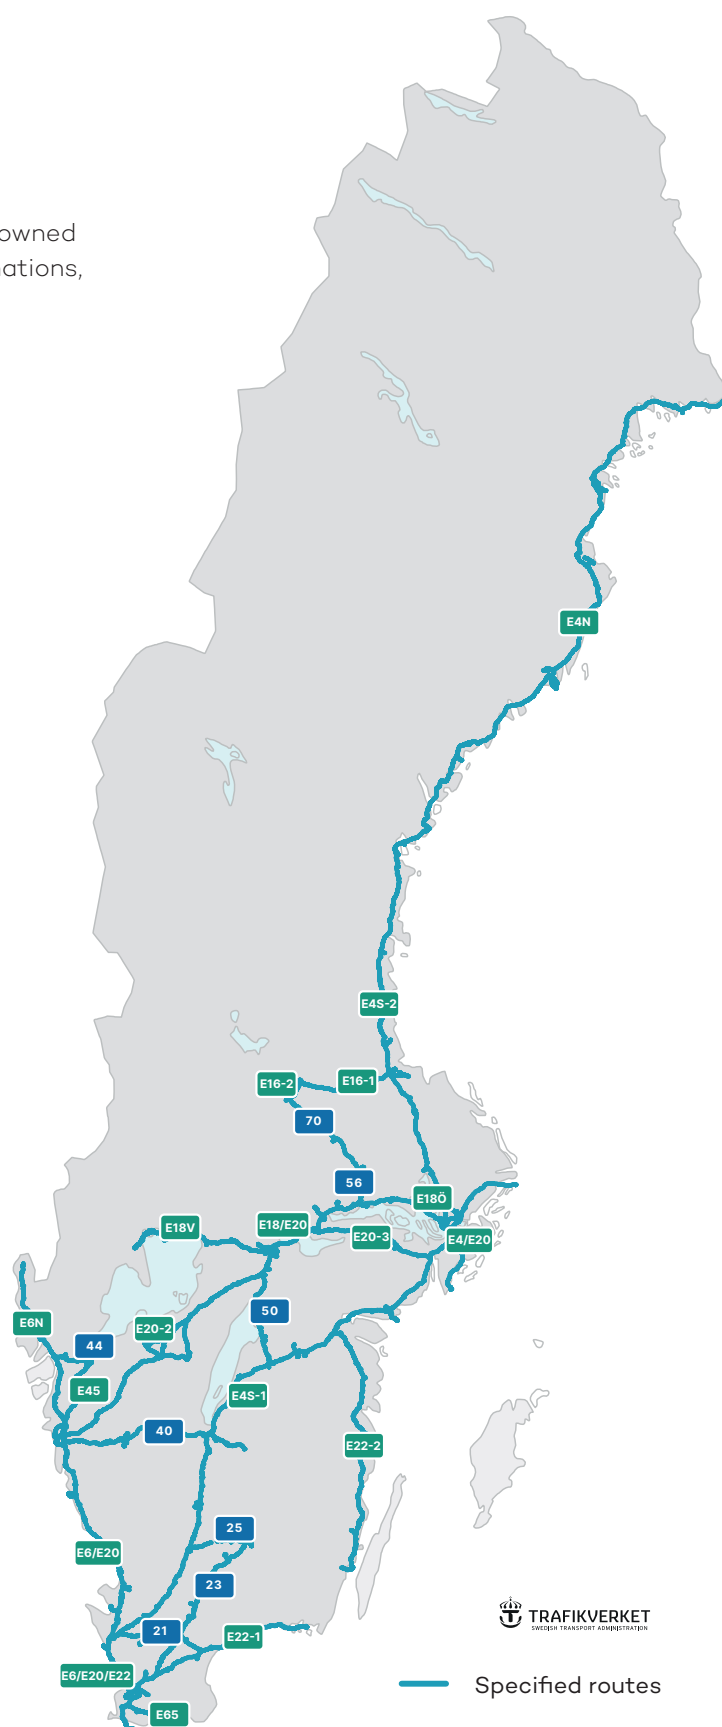 owned
ations,
E4N
E4S-2
E16-2
E16-1
70
56
E18Ö
E18V
E18/E20
E20-3
E4/E20
50
E6N
E20-2
44
E45
E4S-1
40
E22-2
25
E6/E20
23
21
E22-1
E6/E20/E22
E65
TRAFIKVERKET
SWEDISH TRANSPORT ADMINISTRATION
Specified routes